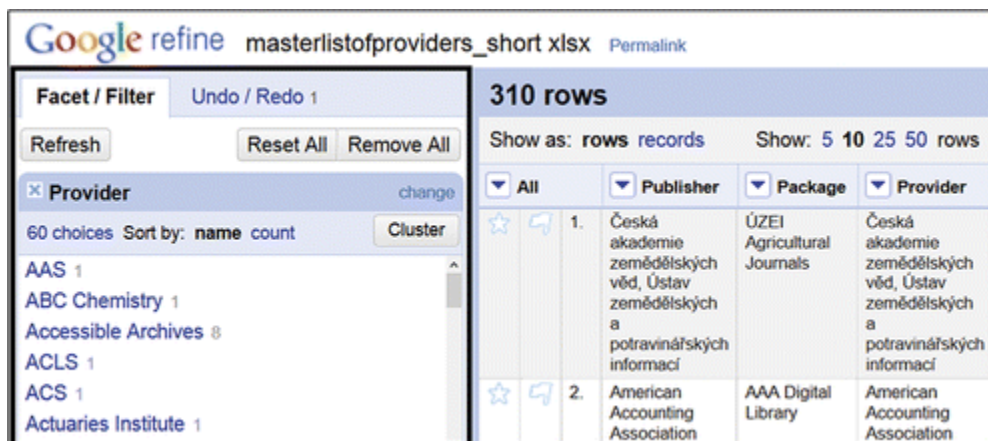 Google refine masterlistofproviders_short xlsx Permalink
Facet / Filter Undo / Redo 1
Refresh Reset All Remove All
Provider change
60 choices Sort by: name count Cluster
AAS 1
ABC Chemistry 1
Accessible Archives 8
ACLS 1
ACS 1
Actuaries Institute 1
310 rows
Show as: rows records Show: 5 10 25 50 rows
All Publisher Package Provider
1.
Česká
akademie
zemědělských
věd, Ústav
zemědělských
a
potravinářských
informací
ÚZEI
Agricultural
Journals
Česká
akademie
zemědělských
věd, Ústav
zemědělských
a
potravinářských
informací
2.
American
Accounting
Association
AAA Digital
Library
American
Accounting
Association